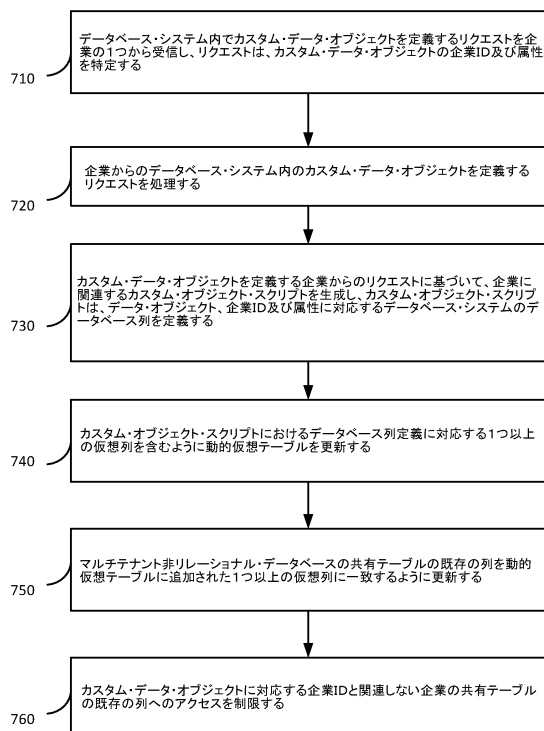 データベース・システム内でカスタム・データ・オブジェクトを定義するリクエストを企
業の1つから受信し、リクエストは、カスタム・データ・オブジェクトの企業ID及び属性
を特定する
710
企業からのデータベース・システム内のカスタム・データ・オブジェクトを定義する
リクエストを処理する
720
カスタム・データ・オブジェクトを定義する企業からのリクエストに基づいて、企業に
関連するカスタム・オブジェクト・スクリプトを生成し、カスタム・オブジェクト・スクリプ
トは、データ・オブジェクト、企業ID及び属性に対応するデータベース・システムのデ
ータベース列を定義する
730
カスタム・オブジェクト・スクリプトにおけるデータベース列定義に対応する1つ以上
の仮想列を含むように動的仮想テーブルを更新する
740
マルチテナント非リレーショナル・データベースの共有テーブルの既存の列を動的
仮想テーブルに追加された1つ以上の仮想列に一致するように更新する
750
カスタム・データ・オブジェクトに対応する企業IDと関連しない企業の共有テーブル
の既存の列へのアクセスを制限する
760